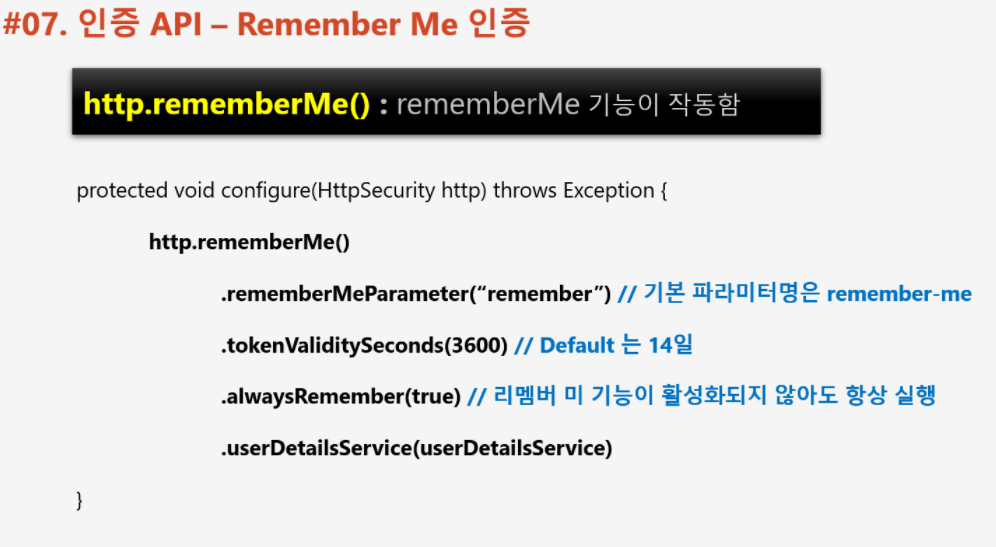 #07. 인증 API – Remember Me 인증
http.rememberMe() : rememberMe 기능이 작동함
protected void configure(HttpSecurity http) throws Exception {
http.rememberMe()
.rememberMeParameter(“remember”) // 기본 파라미터명은 remember-me
.tokenValiditySeconds(3600) // Default 는 14일
.alwaysRemember(true) // 리멤버 미 기능이 활성화되지 않아도 항상 실행
.userDetailsService(userDetailsService)
}